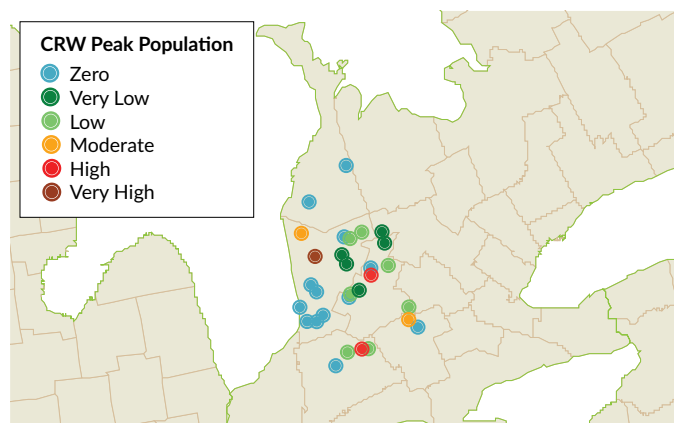 CRW Peak Population
Zero
Very Low
Low
Moderate
High
Very High